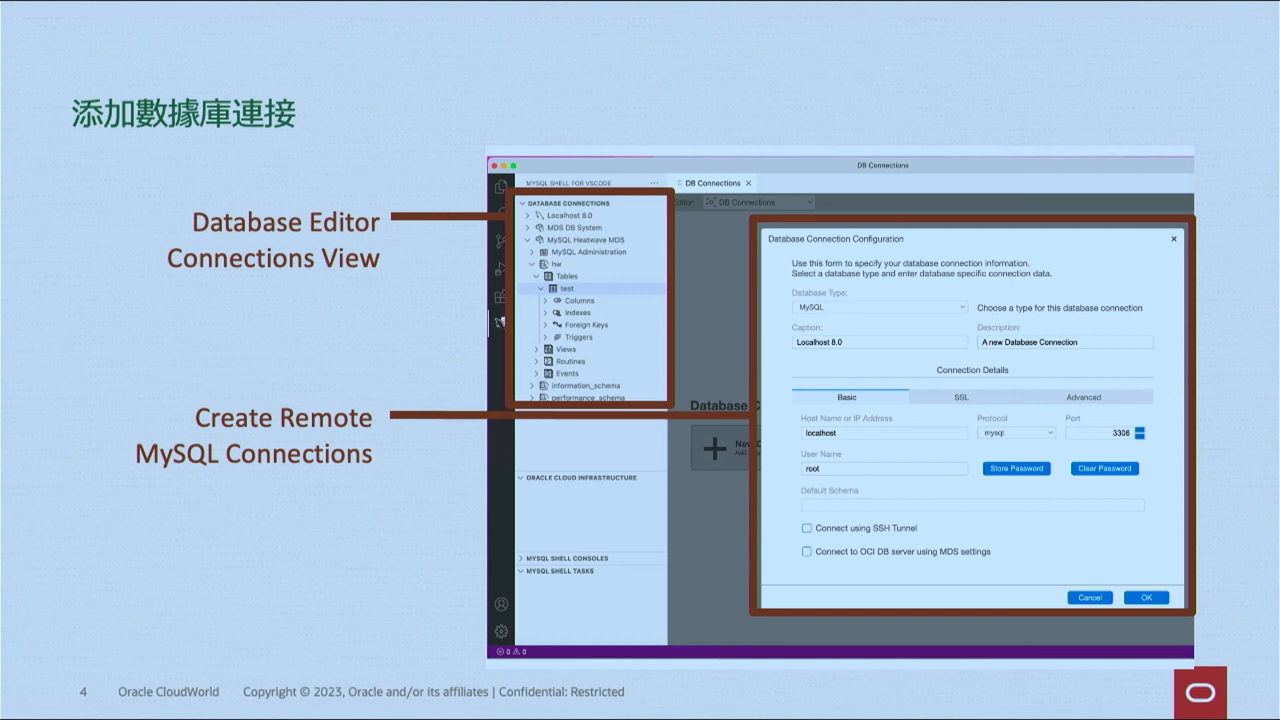 添加數據庫連接
Database Editor
Connections View
Create Remote
MySQL Connections
DB Connections
MYSQL SHELL FOR VSCODE ...
DB Connections
DB Connections
DATABASE CONNECTIONS
Localhost 8.0
MDS DB System
MySQL Heatwave MDS
MySQL Administration
hw
Tables
test
Columns
Indexes
Foreign Keys
Triggers
Views
Routines
Events
information_schema
performance_schema
ORACLE CLOUD INFRASTRUCTURE
MYSQL SHELL CONSOLES
MYSQL SHELL TASKS
0 0
Database
Database Connection Configuration
Use this form to specify your database connection information.
Select a database type and enter database specific connection data.
Database Type:
MySQL
Choose a type for this database connection
Caption: Description:
Localhost 8.0 A new Database Connection
Connection Details
Basic SSL Advanced
Host Name or IP Address Protocol Port
localhost mysql 3306
User Name
root Store Password Clear Password
Default Schema
Connect using SSH Tunnel
Connect to OCI DB server using MDS settings
Cancel OK
4 Oracle CloudWorld Copyright © 2023, Oracle and/or its affiliates | Confidential: Restricted